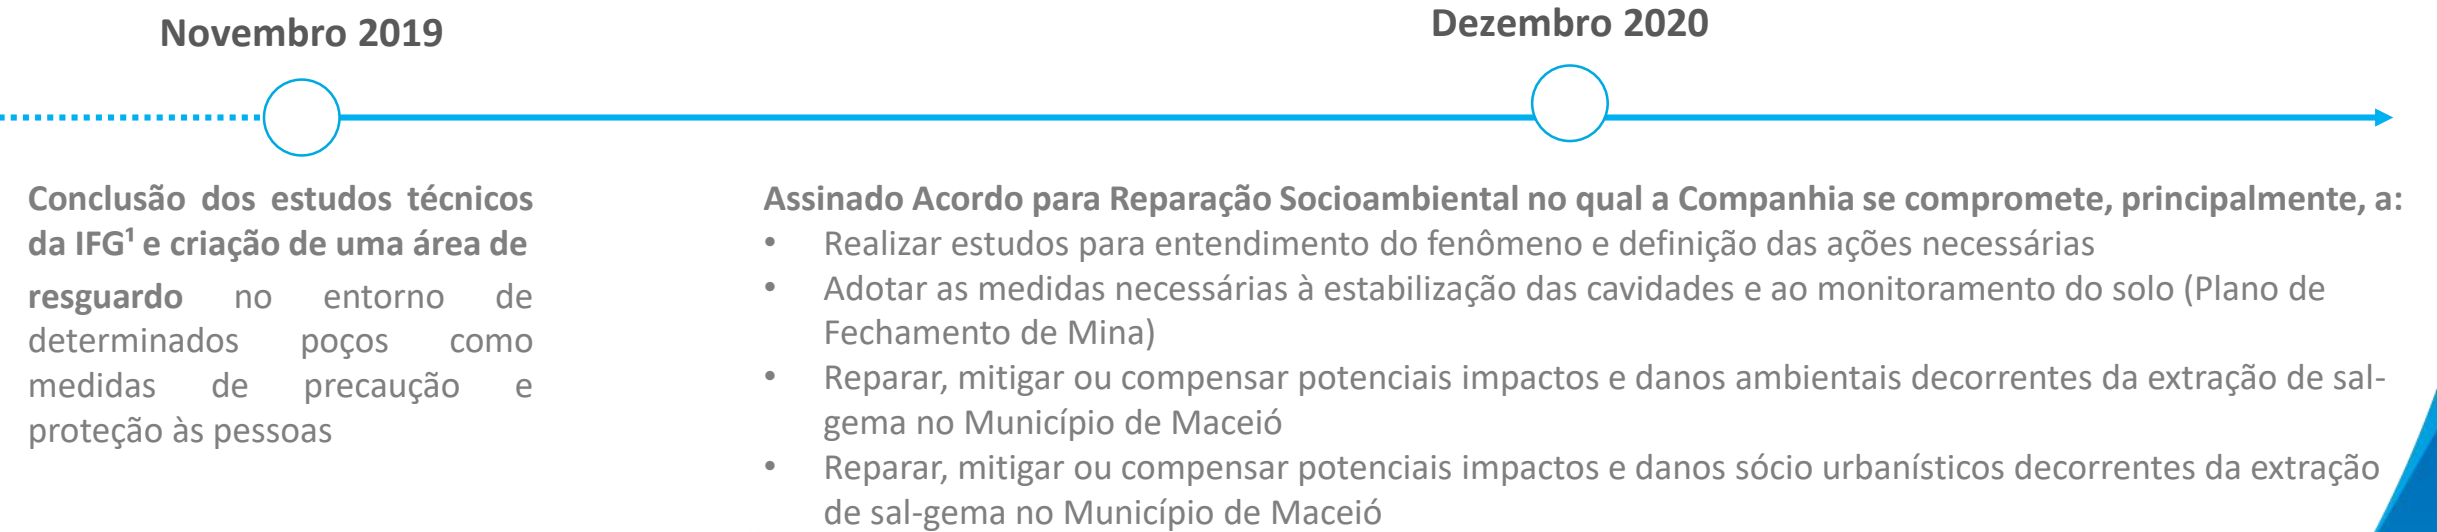 Novembro 2019
Dezembro 2020
Conclusão dos estudos técnicos
da IFG¹ e criação de uma área de
resguardo no entorno de
determinados poços como
medidas de precaução e
proteção às pessoas
Assinado Acordo para Reparação Socioambiental no qual a Companhia se compromete, principalmente, a:
• Realizar estudos para entendimento do fenômeno e definição das ações necessárias
• Adotar as medidas necessárias à estabilização das cavidades e ao monitoramento do solo (Plano de
Fechamento de Mina)
• Reparar, mitigar ou compensar potenciais impactos e danos ambientais decorrentes da extração de sal-
gema no Município de Maceió
• Reparar, mitigar ou compensar potenciais impactos e danos sócio urbanísticos decorrentes da extração
de sal-gema no Município de Maceió